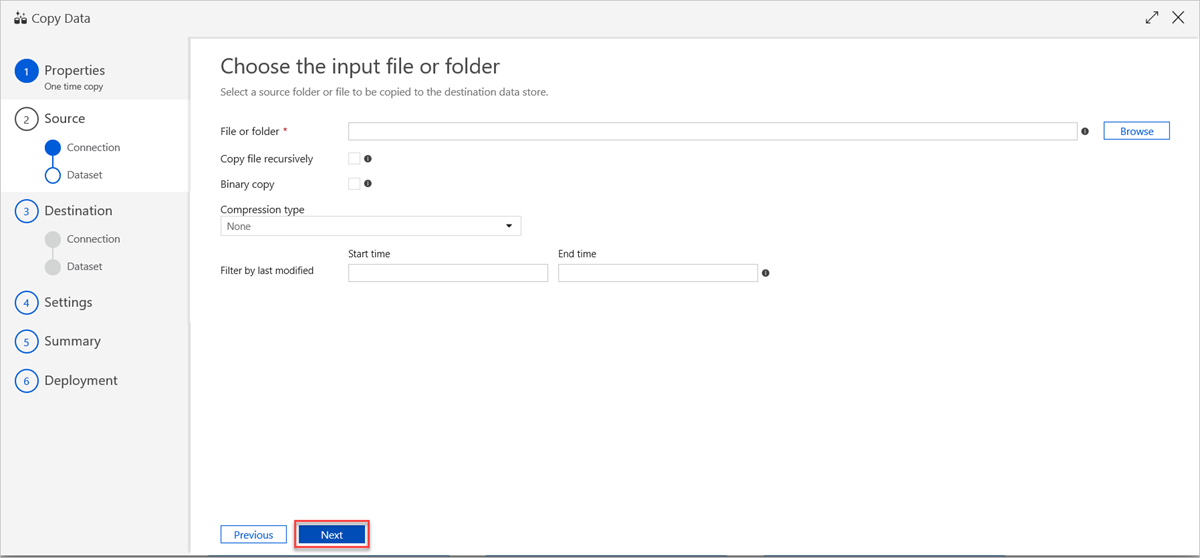 Copy Data
1
Properties
One time copy
2
Source
Connection
Dataset
3
Destination
Connection
Dataset
4
Settings
5
Summary
6
Deployment
Choose the input file or folder
Select a source folder or file to be copied to the destination data store.
File or folder *
Browse
Copy file recursively
Binary copy
Compression type
None
Start time
End time
Filter by last modified
Previous
Next